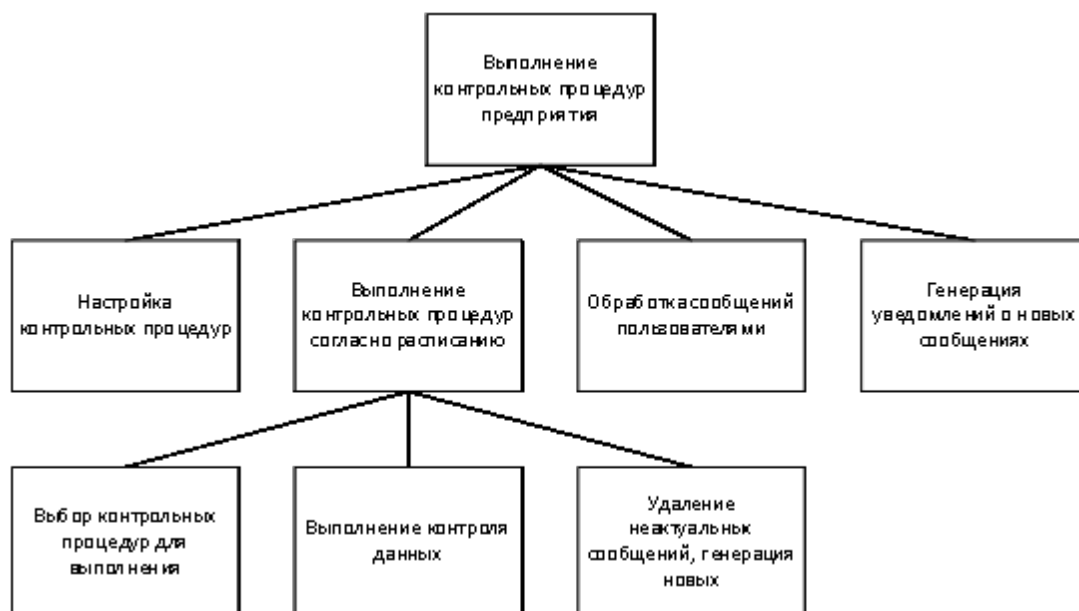 Выполнение
контрольных процедур
предприятия
Настройка
контрольных процедур
Выполнение
контрольных процедур
согласно расписанию
Обработка сообщений
пользователями
Генерация
уведомлений о новых
сообщениях
Выбор контрольных
процедур для
выполнения
Выполнение контроля
данных
Удаление
неактуальных
сообщений, генерация
новых